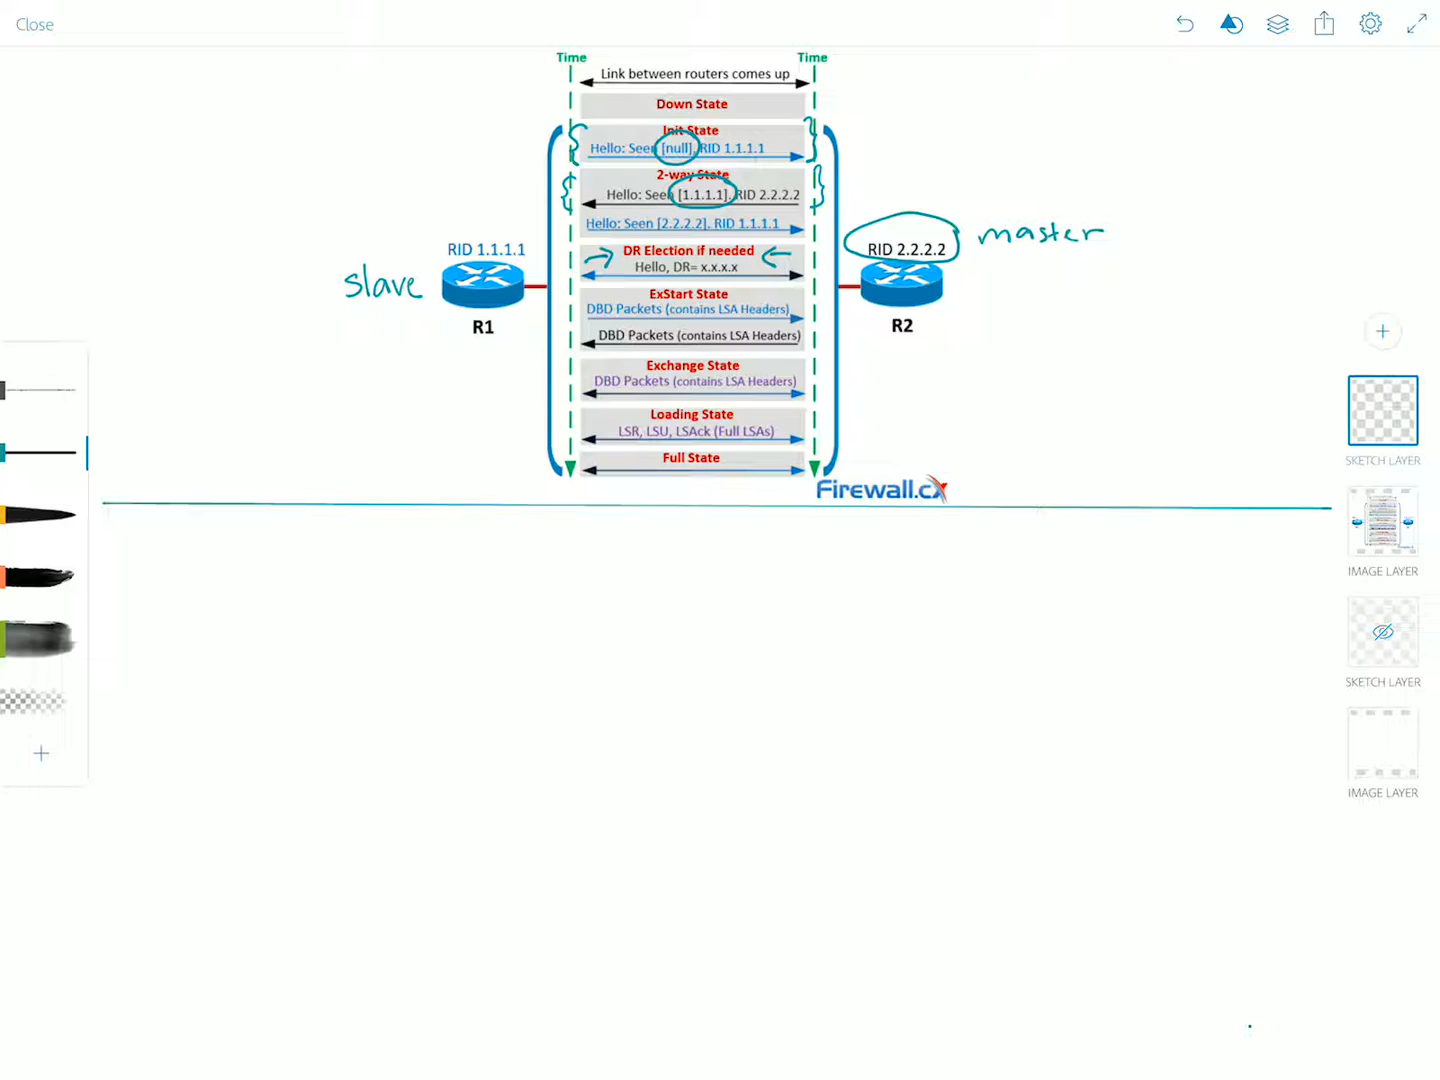 Close
Time
Time
Link between routers comes up
Down State
Init State
Hello: Seen [null], RID 1.1.1.1
2-way State
Hello: Seen [1.1.1.1], RID 2.2.2.2
Hello: Seen [2.2.2.2], RID 1.1.1.1
DR Election if needed
Hello, DR= x.x.x.x
ExStart State
DBD Packets (contains LSA Headers)
DBD Packets (contains LSA Headers)
Exchange State
DBD Packets (contains LSA Headers)
Loading State
LSR, LSU, LSAck (Full LSAs)
Full State
RID 1.1.1.1
slave
R1
RID 2.2.2.2
master
R2
Firewall.cx
SKETCH LAYER
IMAGE LAYER
SKETCH LAYER
IMAGE LAYER